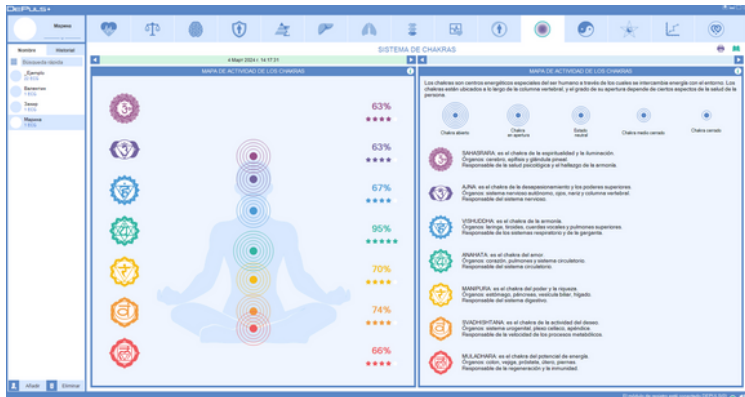 DEPULS+
Марина
Nombre
Historial
Búsqueda rápida
_Ejemplo
Валентин
Захар
Марина
Añadir
Eliminar
SISTEMA DE CHAKRAS
4 Март 2024 г. 14:17:21
MAPA DE ACTIVIDAD DE LOS CHAKRAS
63%
63%
67%
95%
70%
74%
66%
MAPA DE ACTIVIDAD DE LOS CHAKRAS
Los chakras son centros energéticos especiales del ser humano a través de los cuales se intercambia energía con el entorno. Los
chakras están ubicados a lo largo de la columna vertebral, y el grado de su apertura depende de ciertos aspectos de la salud de la
persona.
Chakra abierto
Chakra
en apertura
Estado
neutral
Chakra medio cerrado
Chakra cerrado
SAHASRARA: es el chakra de la espiritualidad y la iluminación.
Órganos: cerebro, epífisis y glándula pineal.
Responsable de la salud psicológica y el hallazgo de la armonía.
AJNA: es el chakra de la desapasionamiento y los poderes superiores.
Órganos: sistema nervioso autónomo, ojos, nariz y columna vertebral.
Responsable del sistema nervioso.
VISHUDDHA: es el chakra de la armonía.
Órganos: laringe, tiroides, cuerdas vocales y pulmones superiores.
Responsable de los sistemas respiratorio y de la garganta.
ANAHATA: es el chakra del amor.
Órganos: corazón, pulmones y sistema circulatorio.
Responsable del sistema circulatorio.
MANIPURA: es el chakra del poder y la riqueza.
Órganos: estómago, páncreas, vesícula biliar, hígado.
Responsable del sistema digestivo.
SVADHISHTANA: es el chakra de la actividad del deseo.
Órganos: sistema urogenital, plexo celíaco, apéndice.
Responsable de la velocidad de los procesos metabólicos.
MULADHARA: es el chakra del potencial de energía.
Órganos: colon, vejiga, próstata, útero, piernas.
Responsable de la regeneración y la inmunidad.